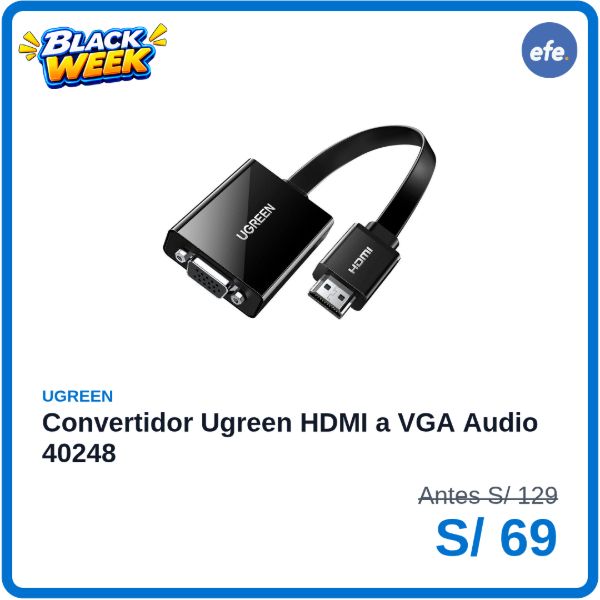 BLACK
WEEK
efe.
UGREEN
HDMI
UGREEN
Convertidor Ugreen HDMI a VGA Audio
40248
Antes S/ 129
S/ 69